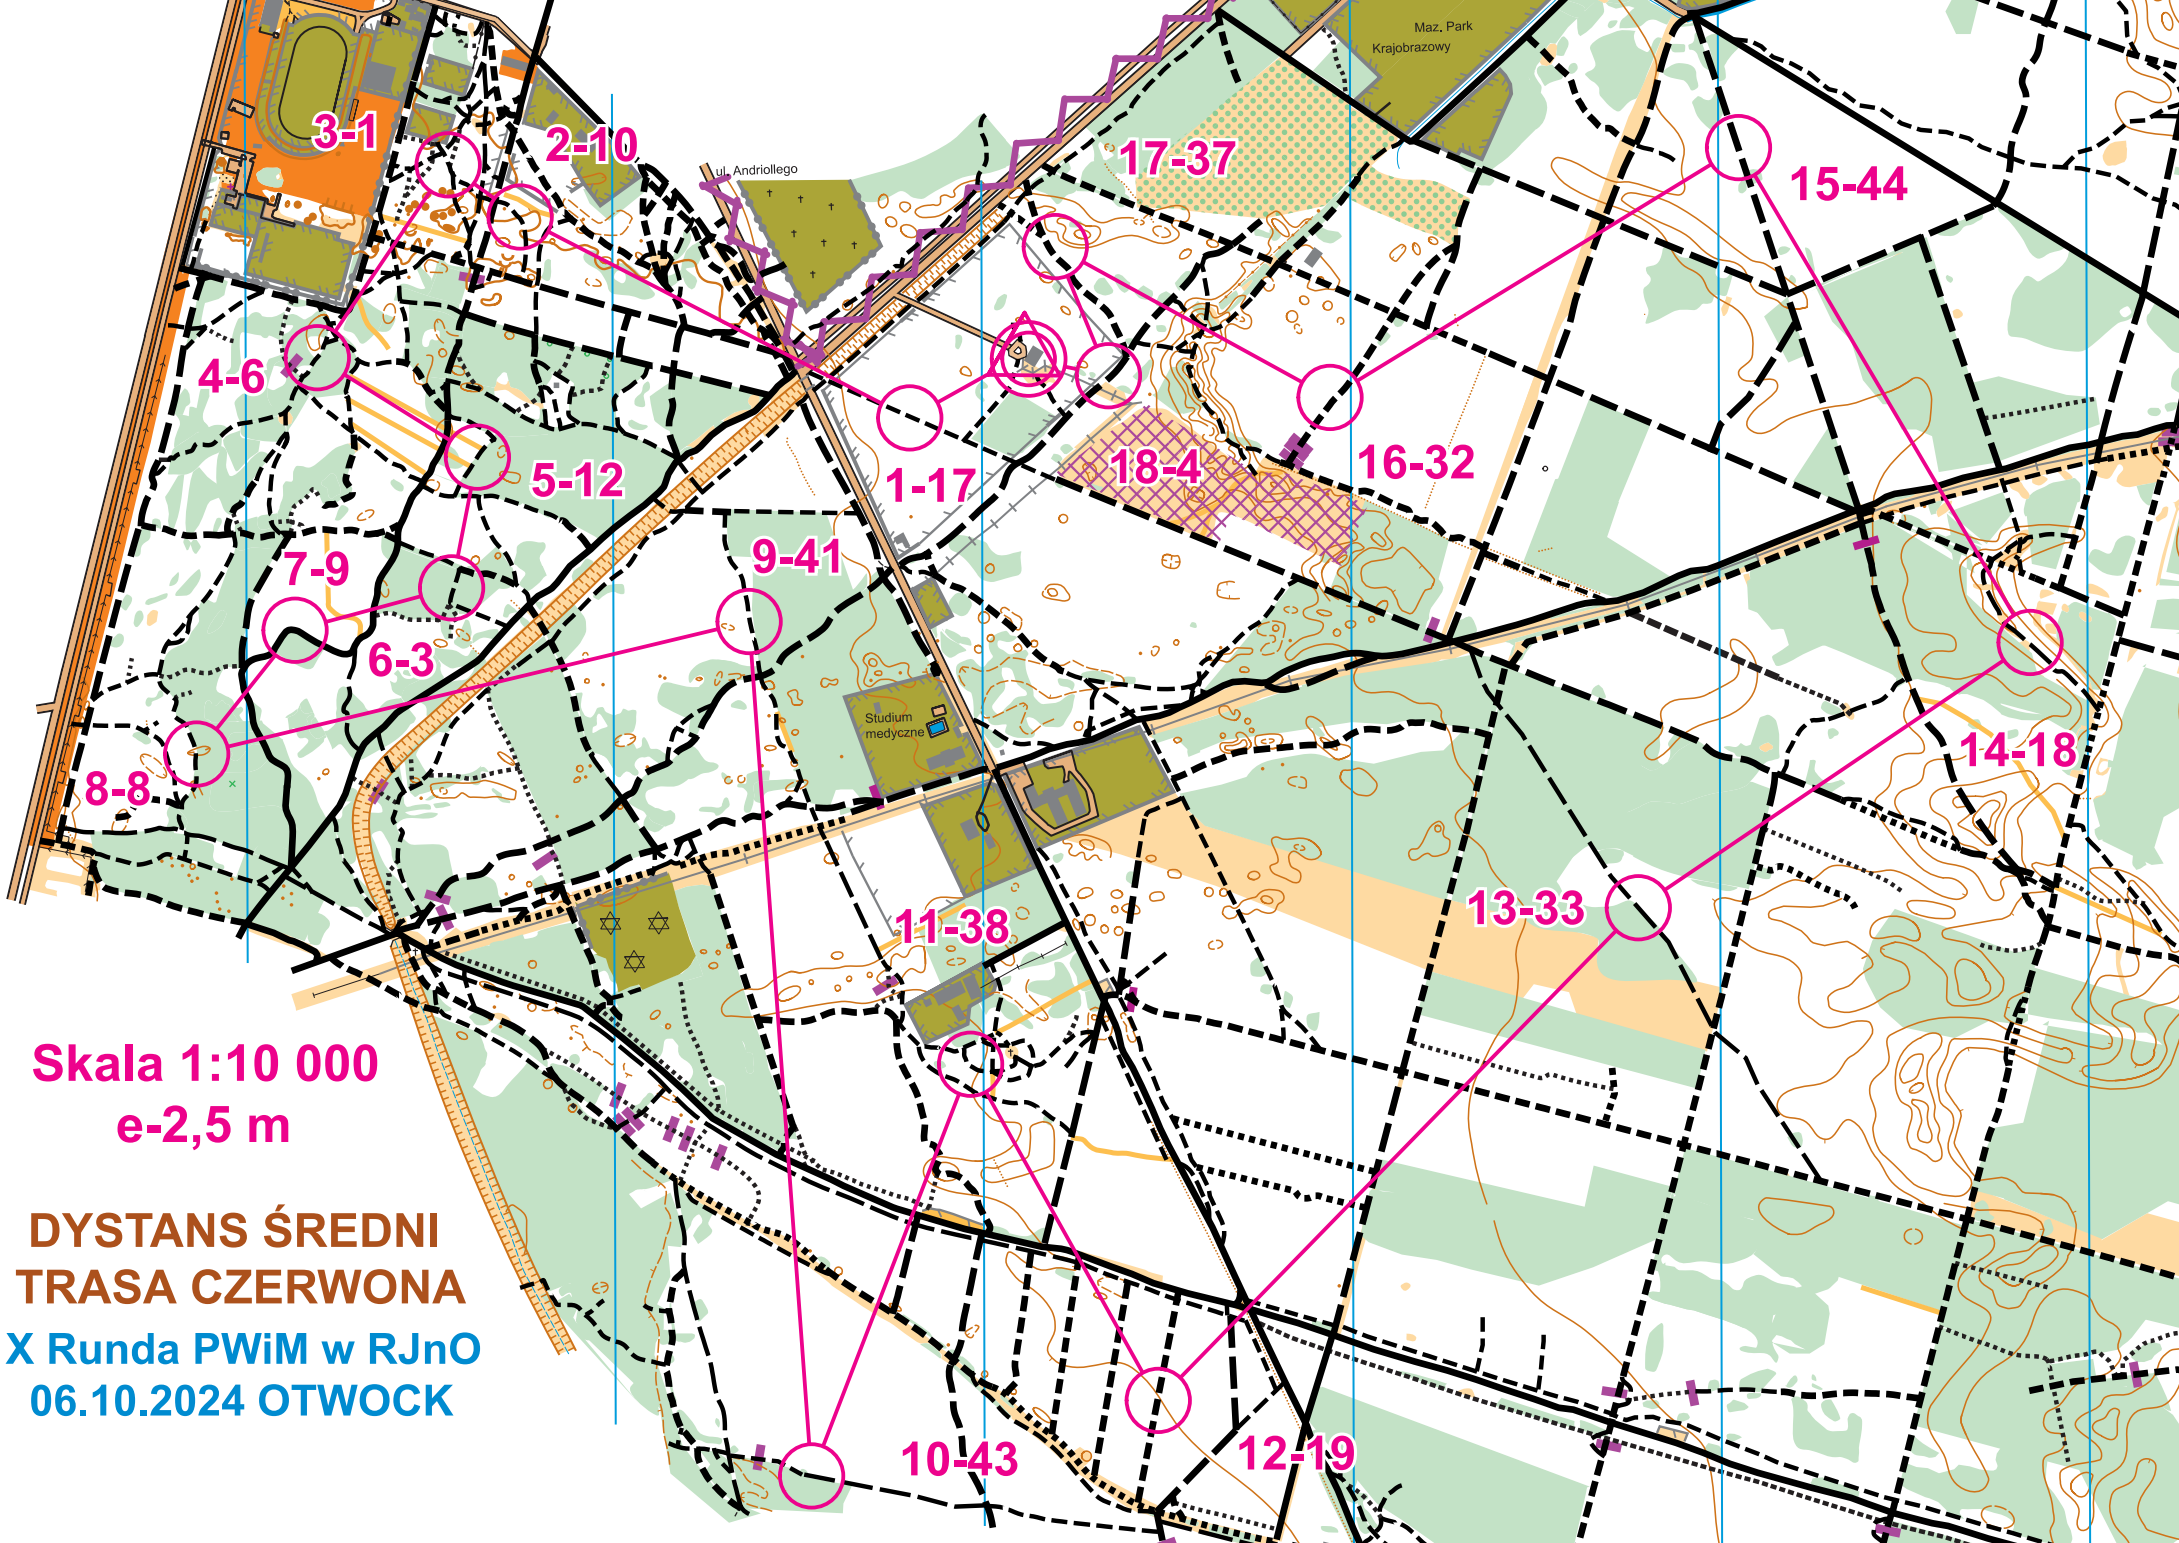 Maz. Park
Krajobrazowy
3-1
2-10
17-37
ul. Andriollego
15-44
4-6
5-12
1-17
18-4
16-32
7-9
9-41
6-3
Studium
medyczne
14-18
8-8
11-38
13-33
Skala 1:10 000
e-2,5 m
DYSTANS ŚREDNI
TRASA CZERWONA
X Runda PWiM w RJnO
06.10.2024 OTWOCK
10-43
12-19